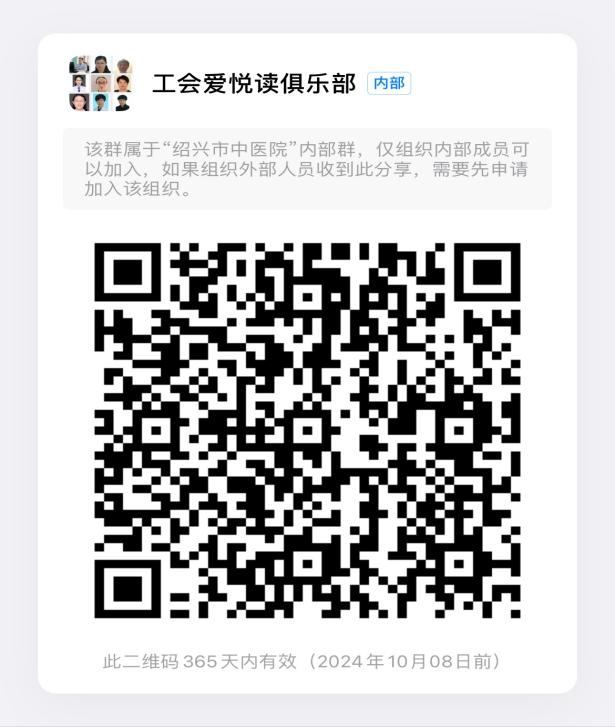 工会爱悦读俱乐部 内部
该群属于“绍兴市中医院”内部群，仅组织内部成员可
以加入，如果组织外部人员收到此分享，需要先申请
加入该组织。
此二维码365天内有效（2024年10月08日前）